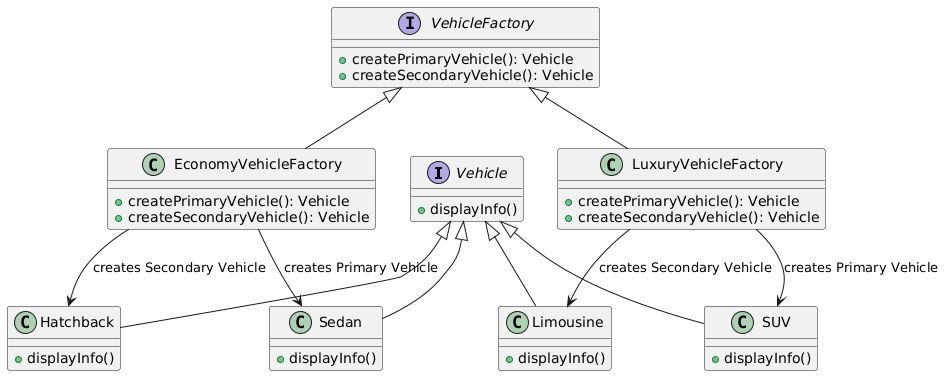 I VehicleFactory
createPrimaryVehicle(): Vehicle
createSecondaryVehicle(): Vehicle
C EconomyVehicleFactory
createPrimaryVehicle(): Vehicle
createSecondaryVehicle(): Vehicle
I Vehicle
displayInfo()
C LuxuryVehicleFactory
createPrimaryVehicle(): Vehicle
createSecondaryVehicle(): Vehicle
creates Secondary Vehicle
creates Primary Vehicle
creates Secondary Vehicle
creates Primary Vehicle
C Hatchback
displayInfo()
C Sedan
displayInfo()
C Limousine
displayInfo()
C SUV
displayInfo()